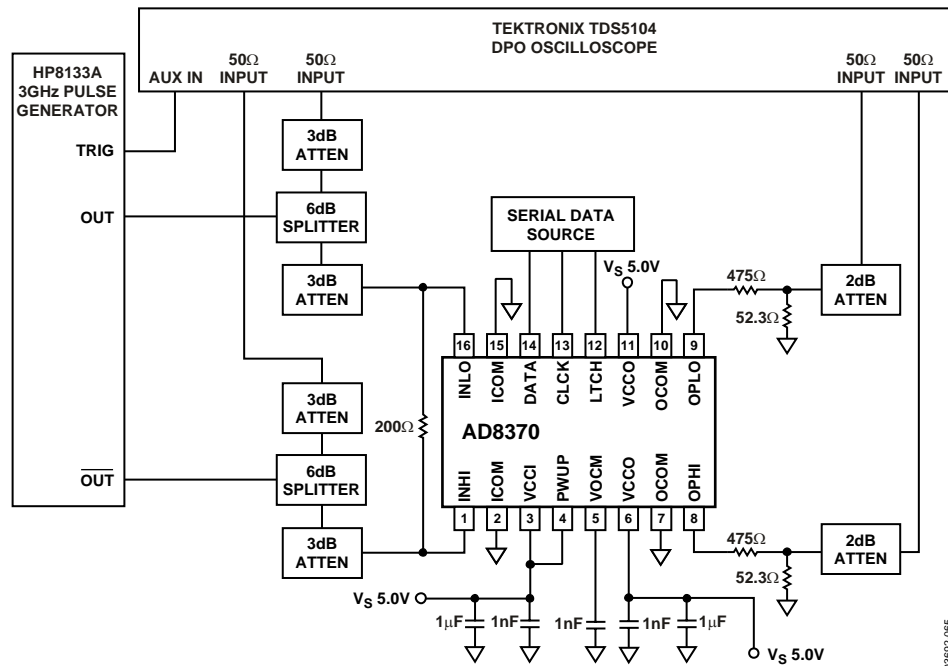 TEKTRONIX TDS5104
DPO OSCILLOSCOPE
AUX IN
50Ω
INPUT
50Ω
INPUT
50Ω
INPUT
50Ω
INPUT
HP8133A
3GHz PULSE
GENERATOR
TRIG
OUT
OUT
3dB
ATTEN
6dB
SPLITTER
3dB
ATTEN
3dB
ATTEN
6dB
SPLITTER
3dB
ATTEN
200Ω
SERIAL DATA
SOURCE
VS 5.0V
475Ω
52.3Ω
2dB
ATTEN
16 15 14 13 12 11 10 9
INLO ICOM DATA CLCK LTCH VCCO OCOM OPLO
AD8370
INHI ICOM VCCI PWUP VOCM VCCO OCOM OPHI
1 2 3 4 5 6 7 8
475Ω
52.3Ω
2dB
ATTEN
VS 5.0V
1µF 1nF 1nF 1nF 1µF
VS 5.0V